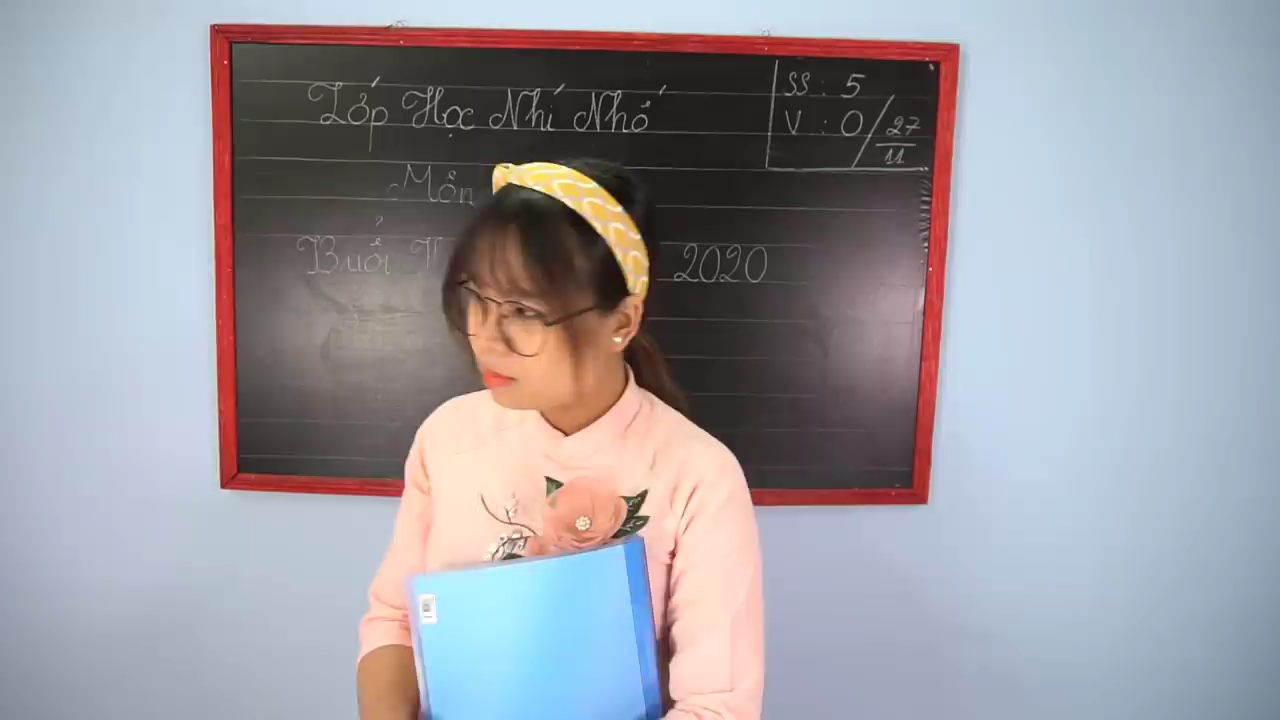 Lớp Học Nhí Nhố
SS : 5
V : 0/27/11
Môn
Buổi
2020